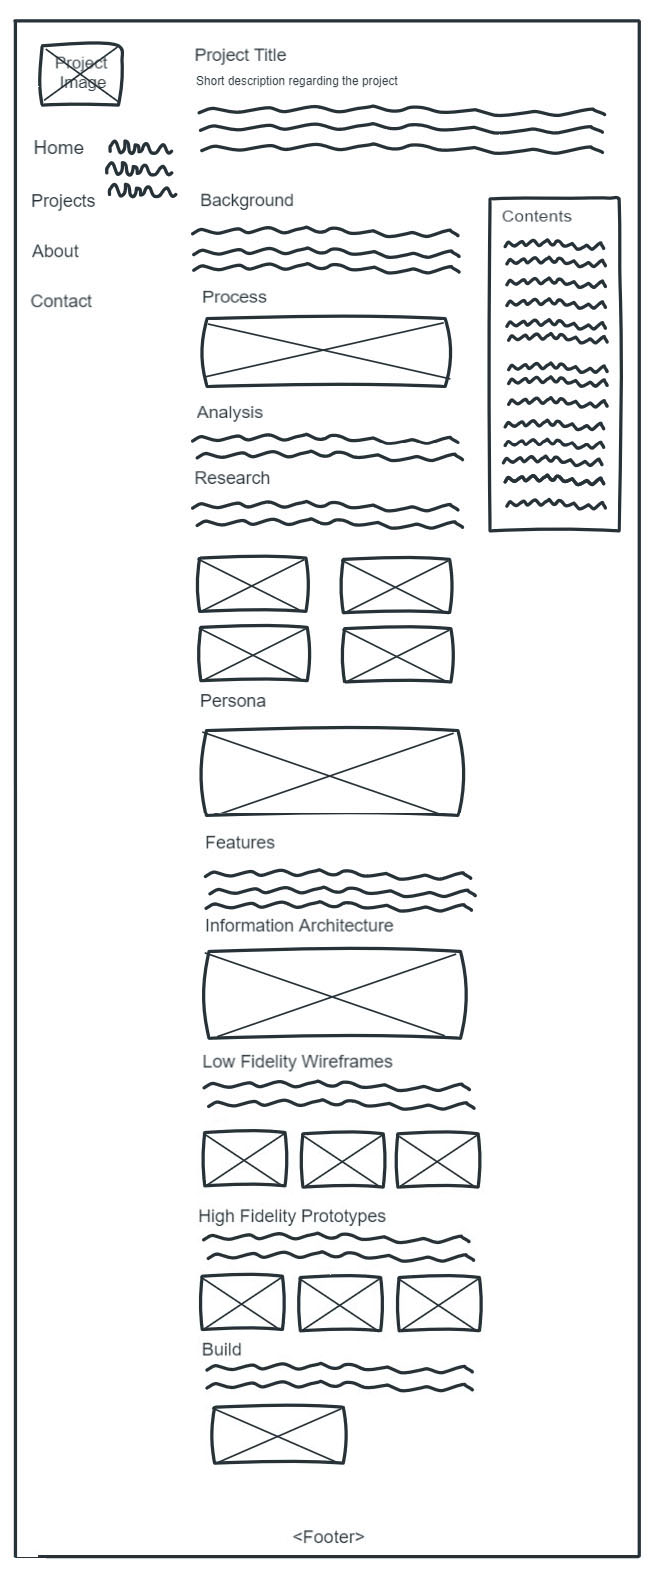 Project
Image
Project Title
Short description regarding the project
Home
Projects
About
Contact
Background
Contents
Process
Analysis
Research
Persona
Features
Information Architecture
Low Fidelity Wireframes
High Fidelity Prototypes
Build
<Footer>